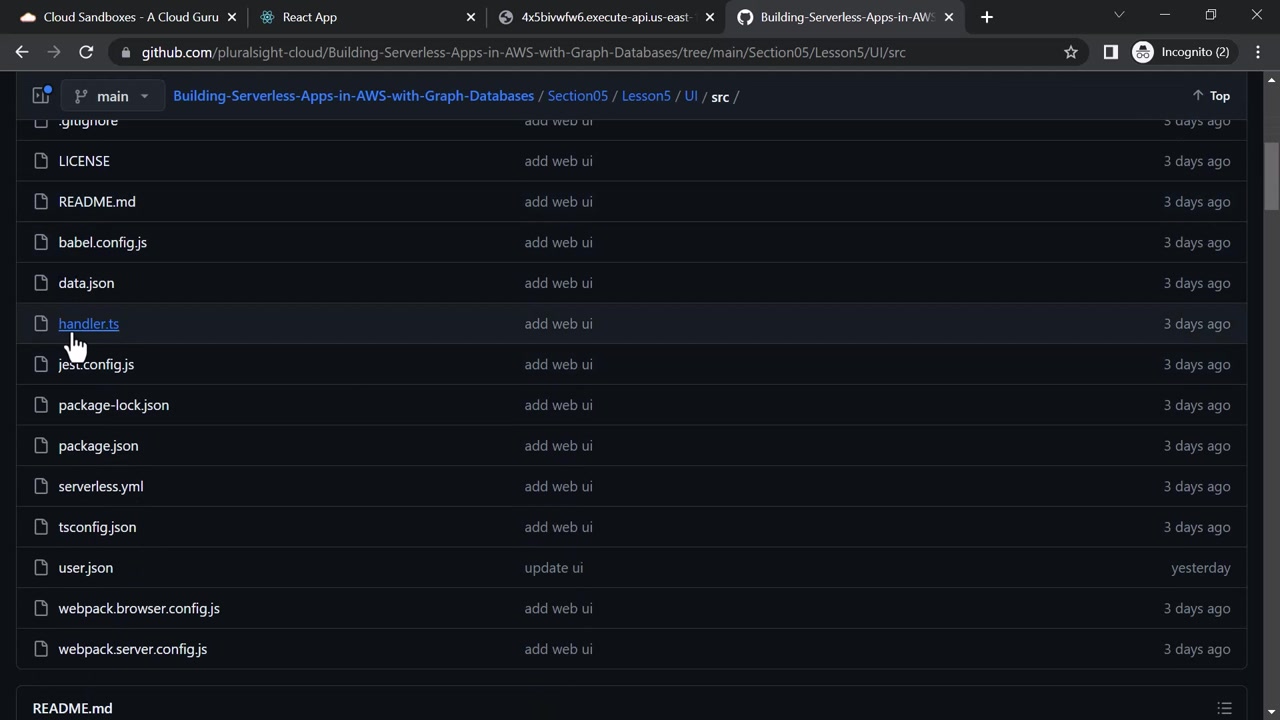 Cloud Sandboxes - A Cloud Guru
React App
4x5bivwfw6.execute-api.us-east-
Building-Serverless-Apps-in-AWS
github.com/pluralsight-cloud/Building-Serverless-Apps-in-AWS-with-Graph-Databases/tree/main/Section05/Lesson5/UI/src
Incognito (2)
main
Building-Serverless-Apps-in-AWS-with-Graph-Databases / Section05 / Lesson5 / UI / src /
Top
.gitignore add web ui 3 days ago
LICENSE add web ui 3 days ago
README.md add web ui 3 days ago
babel.config.js add web ui 3 days ago
data.json add web ui 3 days ago
handler.ts add web ui 3 days ago
jest.config.js add web ui 3 days ago
package-lock.json add web ui 3 days ago
package.json add web ui 3 days ago
serverless.yml add web ui 3 days ago
tsconfig.json add web ui 3 days ago
user.json update ui yesterday
webpack.browser.config.js add web ui 3 days ago
webpack.server.config.js add web ui 3 days ago
README.md